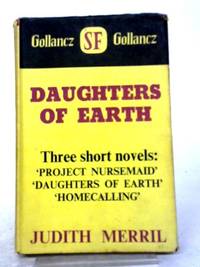 Gollancz SF Gollancz
DAUGHTERS
OF EARTH
Three short novels:
'PROJECT NURSEMAID'
'DAUGHTERS OF EARTH'
'HOMECALLING'
JUDITH MERRIL